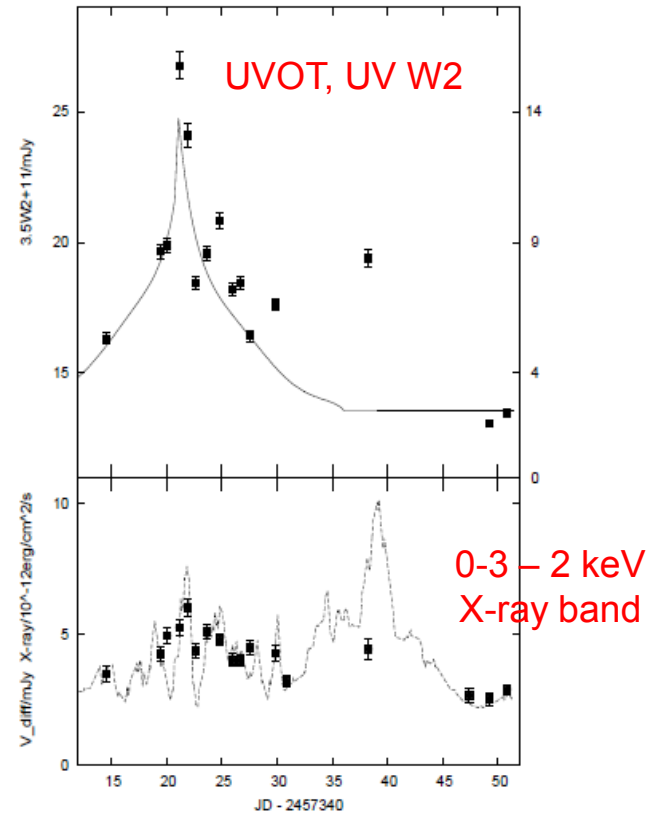 UVOT, UV W2
3.5W2+11/mJy
25
20
15
14
9
4
0
0-3 – 2 keV
X-ray band
V_diff/mJy X-ray/10^-12erg/cm^2/s
10
5
0
15 20 25 30 35 40 45 50
JD - 2457340